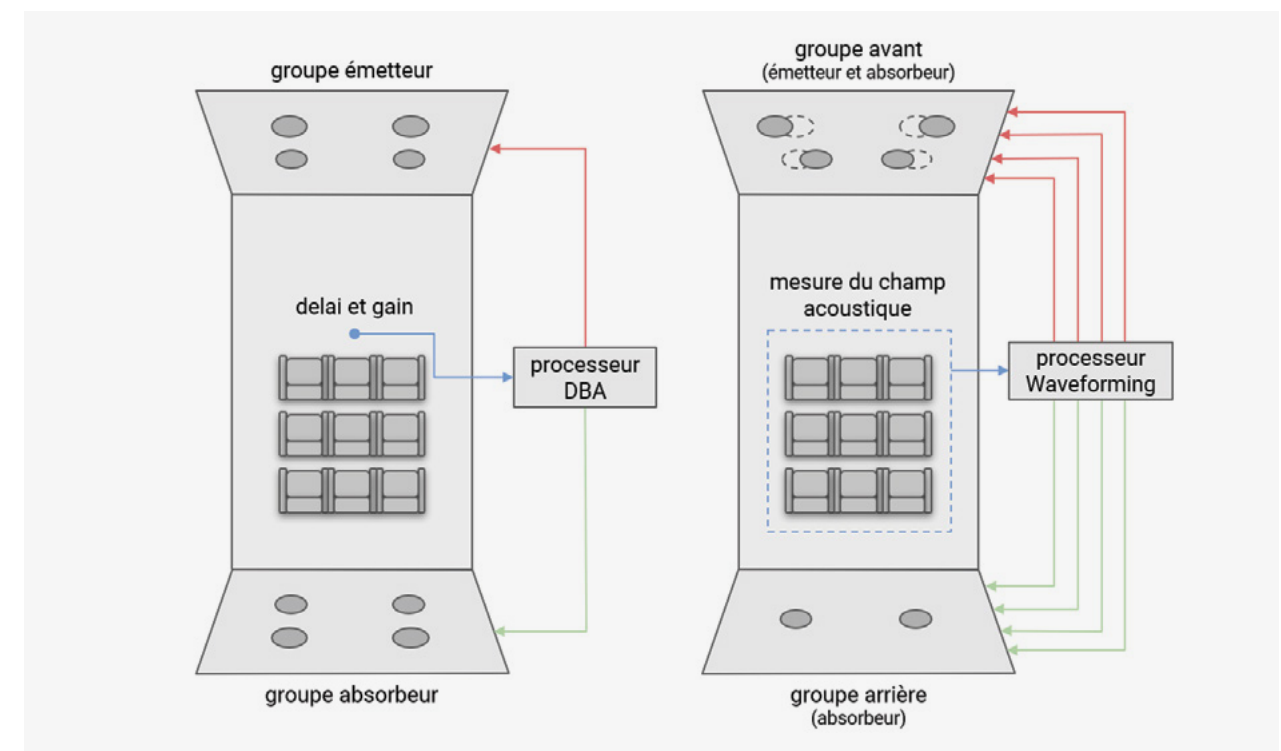 groupe émetteur
delai et gain
processeur
DBA
groupe absorbeur
groupe avant
(émetteur et absorbeur)
mesure du champ
acoustique
processeur
Waveforming
groupe arrière
(absorbeur)